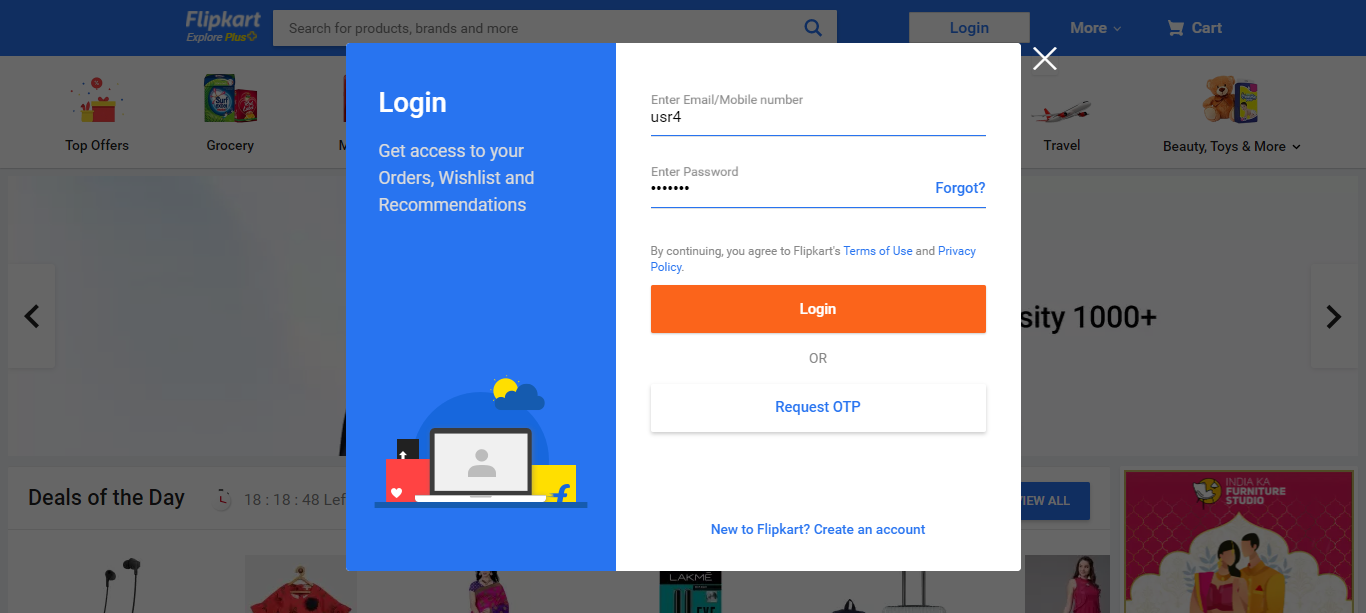 Flipkart
Explore Plus
Search for products, brands and more
Login
More
Cart
Top Offers
Grocery
M
Travel
Beauty, Toys & More
Login
Get access to your
Orders, Wishlist and
Recommendations
Enter Email/Mobile number
usr4
Enter Password
•••••••
Forgot?
By continuing, you agree to Flipkart's Terms of Use and Privacy
Policy.
Login
OR
Request OTP
New to Flipkart? Create an account
sity 1000+
Deals of the Day
18 : 18 : 48 Lef
VIEW ALL
INDIA KA
FURNITURE
STUDIO
LAKMÉ
EYE